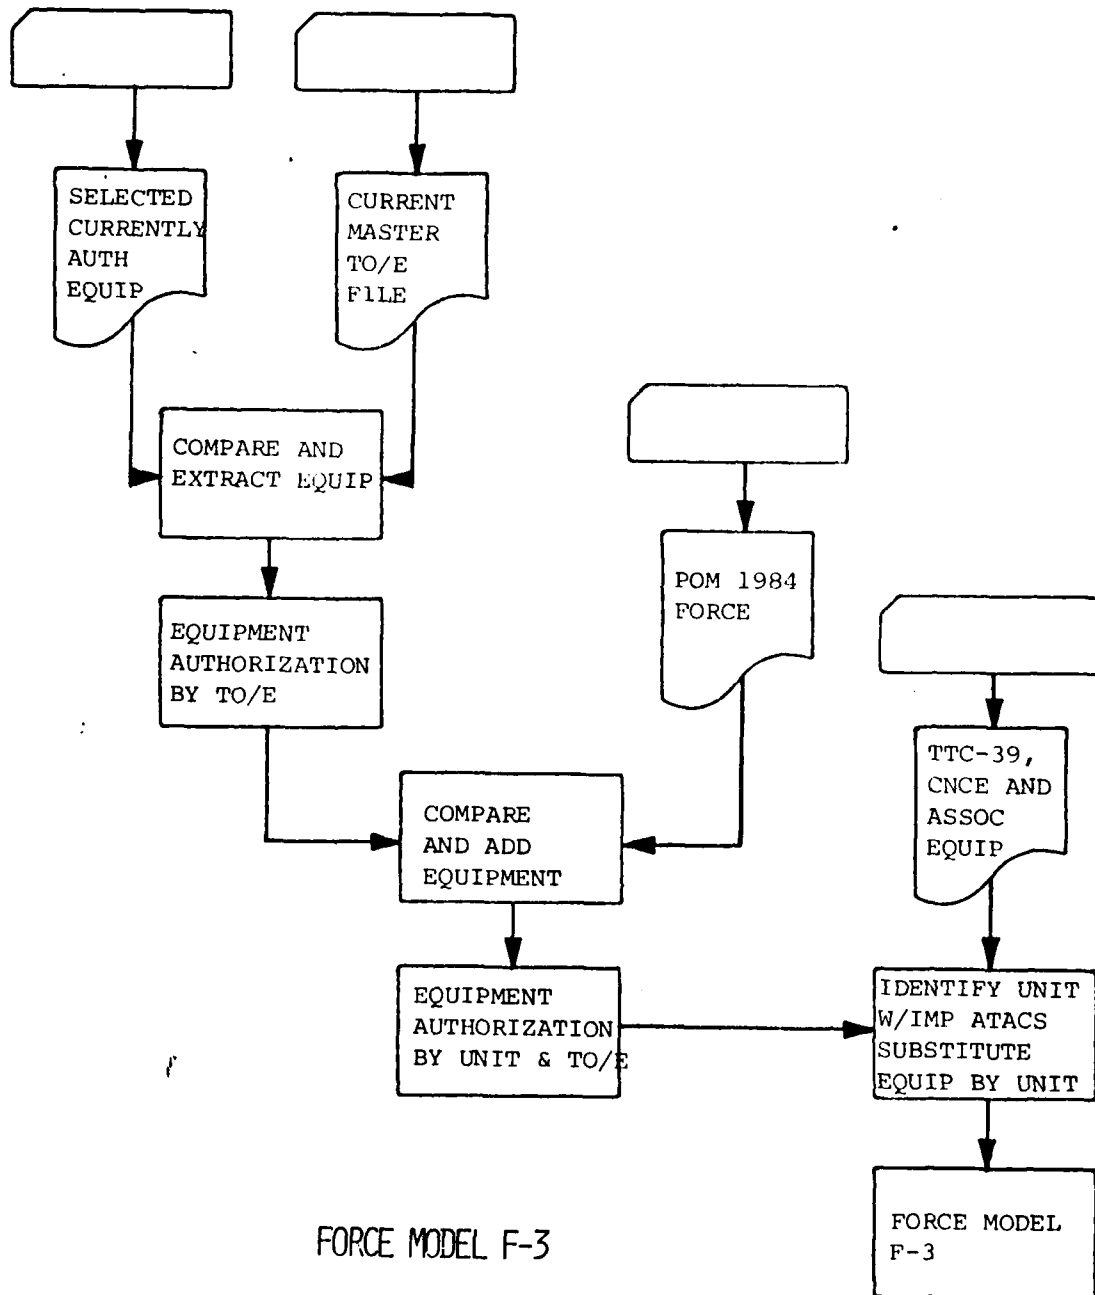 SELECTED
CURRENTLY
AUTH
EQUIP
CURRENT
MASTER
TO/E
FILE
COMPARE AND
EXTRACT EQUIP
POM 1984
FORCE
EQUIPMENT
AUTHORIZATION
BY TO/E
TTC-39,
CNCE AND
ASSOC
EQUIP
COMPARE
AND ADD
EQUIPMENT
EQUIPMENT
AUTHORIZATION
BY UNIT & TO/E
IDENTIFY UNIT
W/IMP ATACS
SUBSTITUTE
EQUIP BY UNIT
FORCE MODEL
F-3
FORCE MODEL F-3